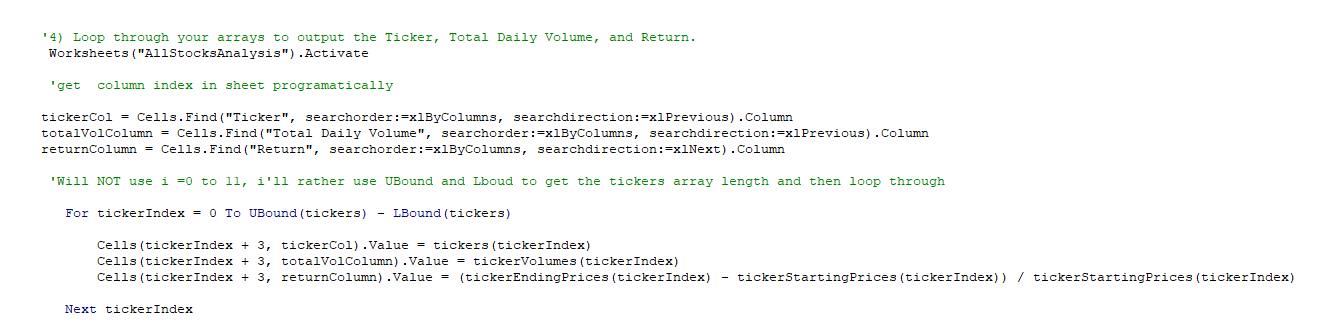 '4) Loop through your arrays to output the Ticker, Total Daily Volume, and Return.
Worksheets("AllStocksAnalysis").Activate
'get  column index in sheet programatically
tickerCol = Cells.Find("Ticker", searchorder:=xlByColumns, searchdirection:=xlPrevious).Column
totalVolColumn = Cells.Find("Total Daily Volume", searchorder:=xlByColumns, searchdirection:=xlPrevious).Column
returnColumn = Cells.Find("Return", searchorder:=xlByColumns, searchdirection:=xlNext).Column
'Will NOT use i =0 to 11, i'll rather use UBound and Lboud to get the tickers array length and then loop through
For tickerIndex = 0 To UBound(tickers) - LBound(tickers)
Cells(tickerIndex + 3, tickerCol).Value = tickers(tickerIndex)
Cells(tickerIndex + 3, totalVolColumn).Value = tickerVolumes(tickerIndex)
Cells(tickerIndex + 3, returnColumn).Value = (tickerEndingPrices(tickerIndex) - tickerStartingPrices(tickerIndex)) / tickerStartingPrices(tickerIndex)
Next tickerIndex